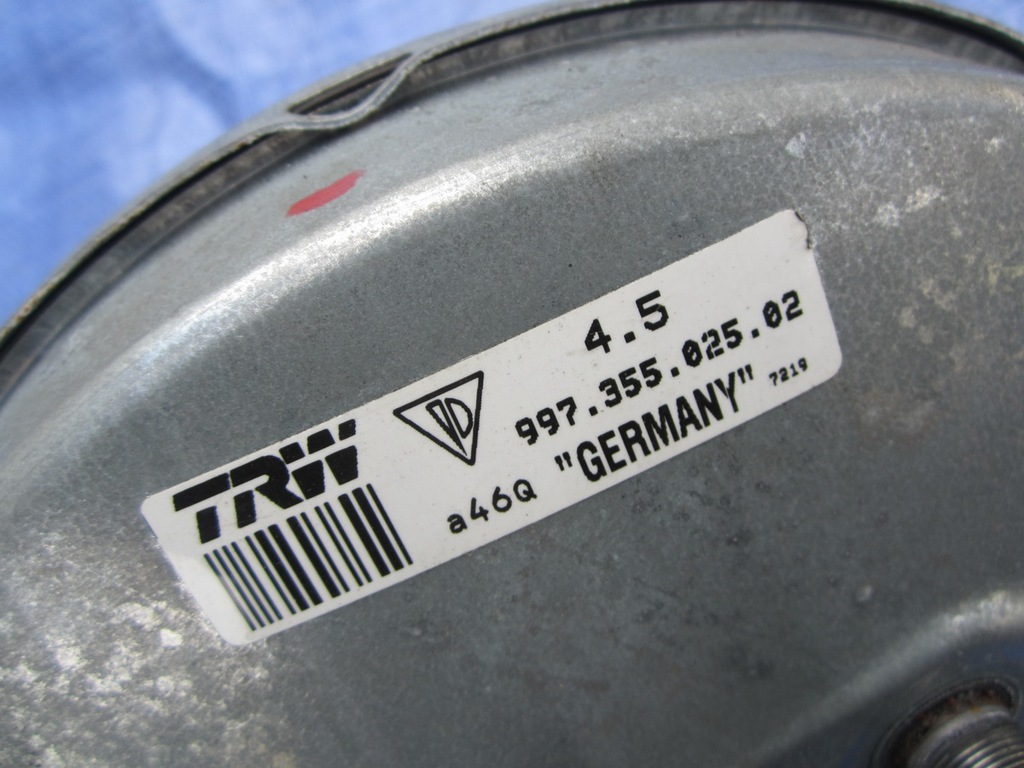 TRW
4.5
997.355.025.02
a46Q "GERMANY" 7219